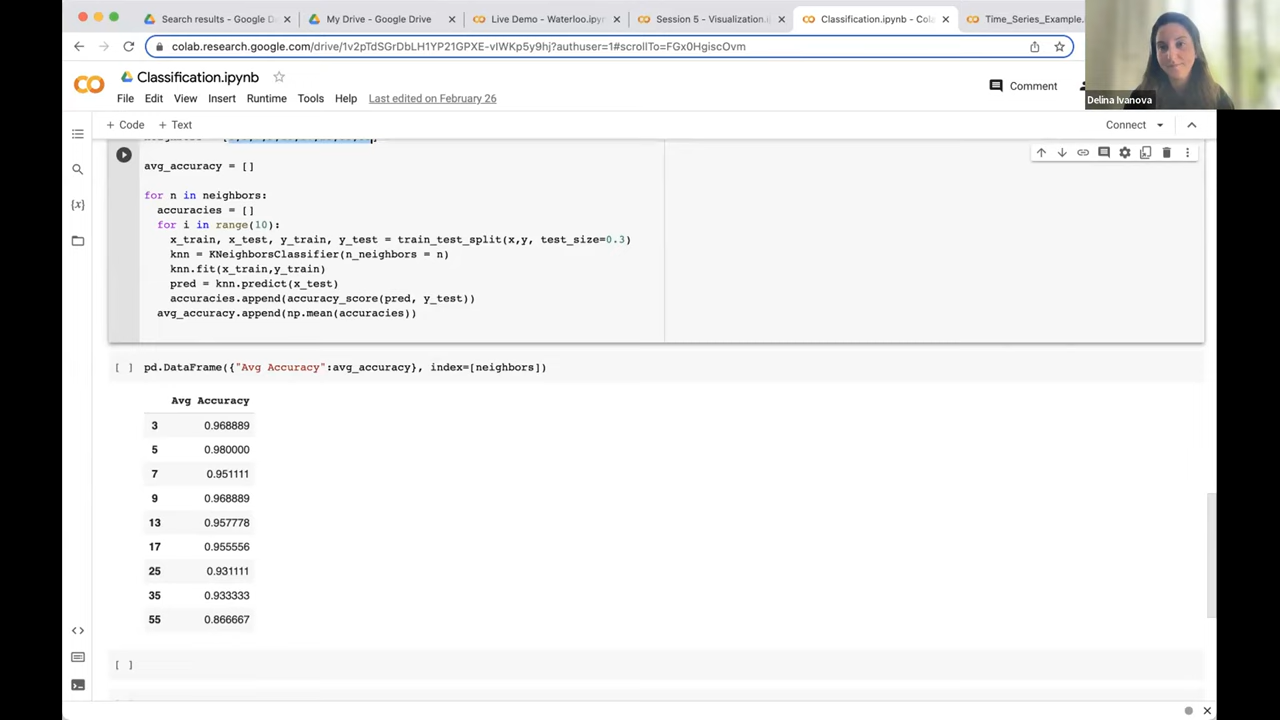 Search results - Google D
My Drive - Google Drive
Live Demo - Waterloo.ipyn
Session 5 - Visualization.i
Classification.ipynb - Cola
Time_Series_Example.
colab.research.google.com/drive/1v2pTdSGrDbLH1YP21GPXE-vIWKp5y9hj?authuser=1#scrollTo=FGx0HgiscOvm
Delina Ivanova
CO
Classification.ipynb
Comment
File Edit View Insert Runtime Tools Help Last edited on February 26
+ Code + Text
Connect
{x}
avg_accuracy = []
for n in neighbors:
accuracies = []
for i in range(10):
x_train, x_test, y_train, y_test = train_test_split(x,y, test_size=0.3)
knn = KNeighborsClassifier(n_neighbors = n)
knn.fit(x_train,y_train)
pred = knn.predict(x_test)
accuracies.append(accuracy_score(pred, y_test))
avg_accuracy.append(np.mean(accuracies))
[ ] pd.DataFrame({"Avg Accuracy":avg_accuracy}, index=[neighbors])
Avg Accuracy
3 0.968889
5 0.980000
7 0.951111
9 0.968889
13 0.957778
17 0.955556
25 0.931111
35 0.933333
55 0.866667
[ ]